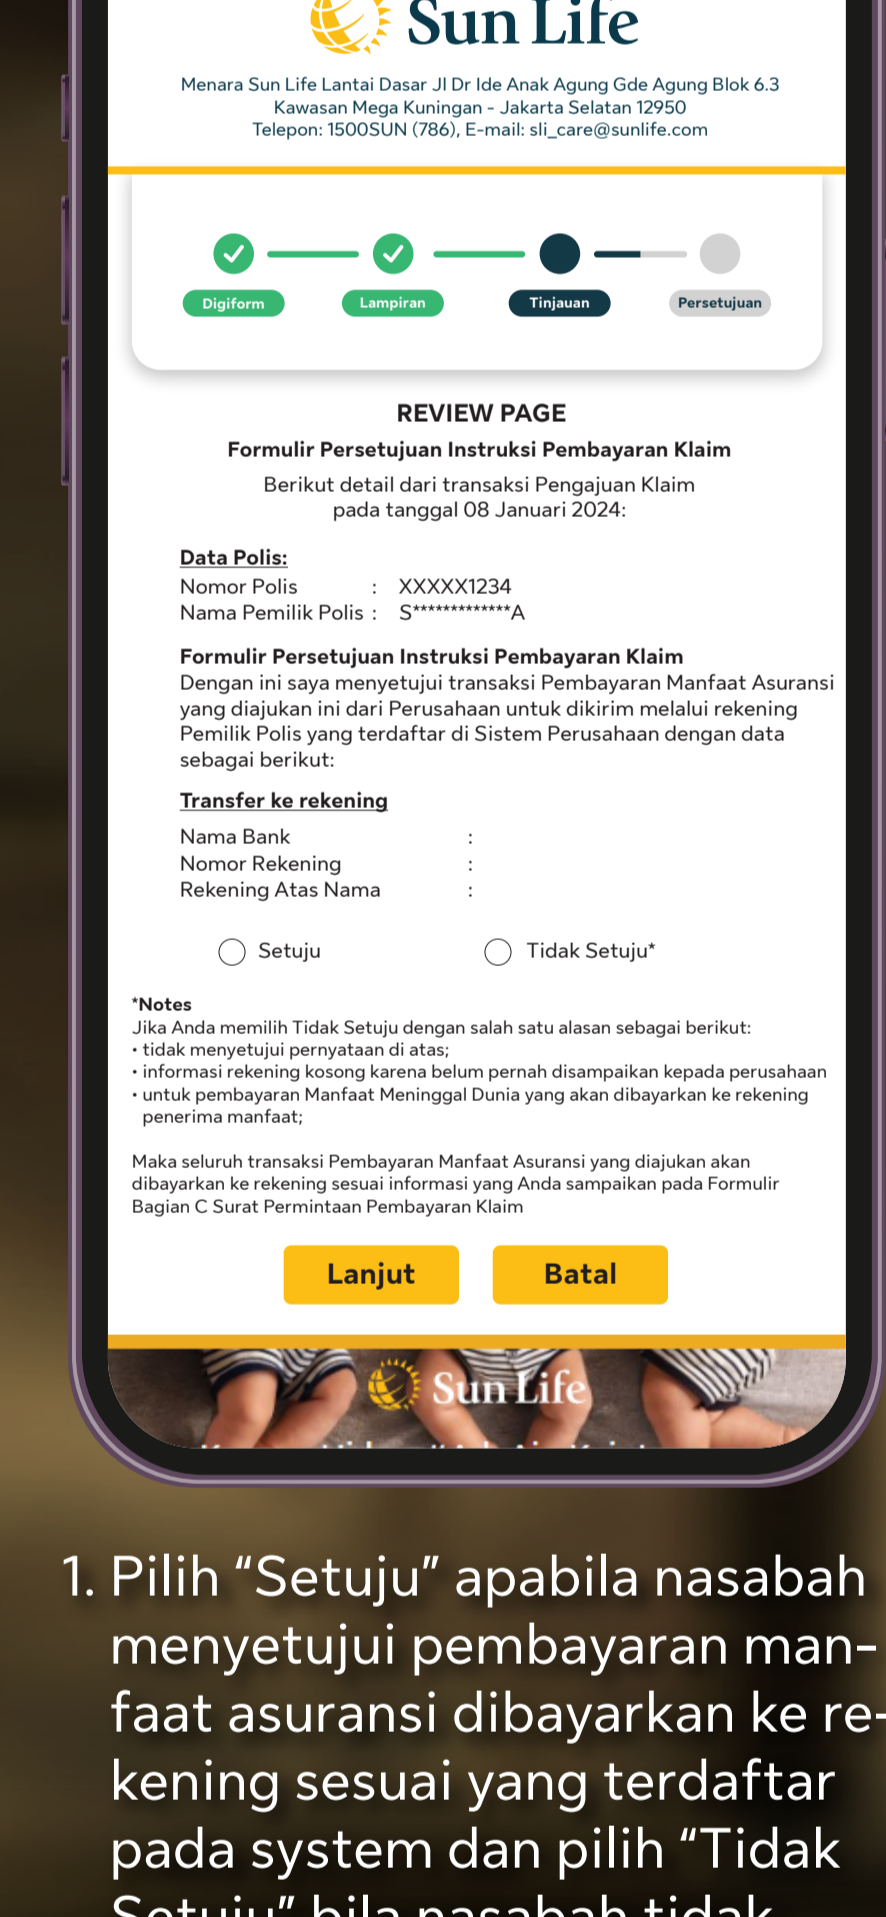 Sun Life
Menara Sun Life Lantai Dasar Jl Dr Ide Anak Agung Gde Agung Blok 6.3
Kawasan Mega Kuningan - Jakarta Selatan 12950
Telepon: 1500SUN (786), E-mail: sli_care@sunlife.com
Digiform Lampiran Tinjauan Persetujuan
REVIEW PAGE
Formulir Persetujuan Instruksi Pembayaran Klaim
Berikut detail dari transaksi Pengajuan Klaim
pada tanggal 08 Januari 2024:
Data Polis:
Nomor Polis : XXXXX1234
Nama Pemilik Polis : S*************A
Formulir Persetujuan Instruksi Pembayaran Klaim
Dengan ini saya menyetujui transaksi Pembayaran Manfaat Asuransi
yang diajukan ini dari Perusahaan untuk dikirim melalui rekening
Pemilik Polis yang terdaftar di Sistem Perusahaan dengan data
sebagai berikut:
Transfer ke rekening
Nama Bank :
Nomor Rekening :
Rekening Atas Nama :
Setuju Tidak Setuju*
*Notes
Jika Anda memilih Tidak Setuju dengan salah satu alasan sebagai berikut:
• tidak menyetujui pernyataan di atas;
• informasi rekening kosong karena belum pernah disampaikan kepada perusahaan
• untuk pembayaran Manfaat Meninggal Dunia yang akan dibayarkan ke rekening
penerima manfaat;
Maka seluruh transaksi Pembayaran Manfaat Asuransi yang diajukan akan
dibayarkan ke rekening sesuai informasi yang Anda sampaikan pada Formulir
Bagian C Surat Permintaan Pembayaran Klaim
Lanjut Batal
Sun Life
1. Pilih “Setuju” apabila nasabah
menyetujui pembayaran man-
faat asuransi dibayarkan ke re-
kening sesuai yang terdaftar
pada system dan pilih “Tidak
Setuju” bila nasabah tidak